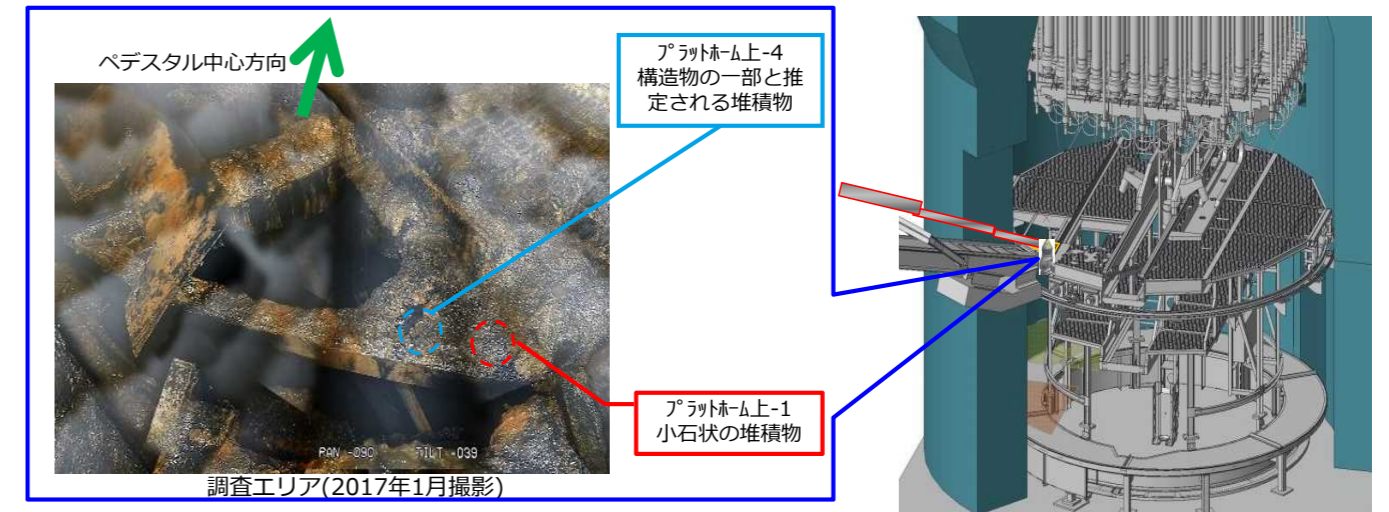 ペデスタル中心方向
ﾌﾟﾗｯﾄﾎｰﾑ上-4
構造物の一部と推
定される堆積物
ﾌﾟﾗｯﾄﾎｰﾑ上-1
小石状の堆積物
PAN -090 TILT -039
調査エリア(2017年1月撮影)